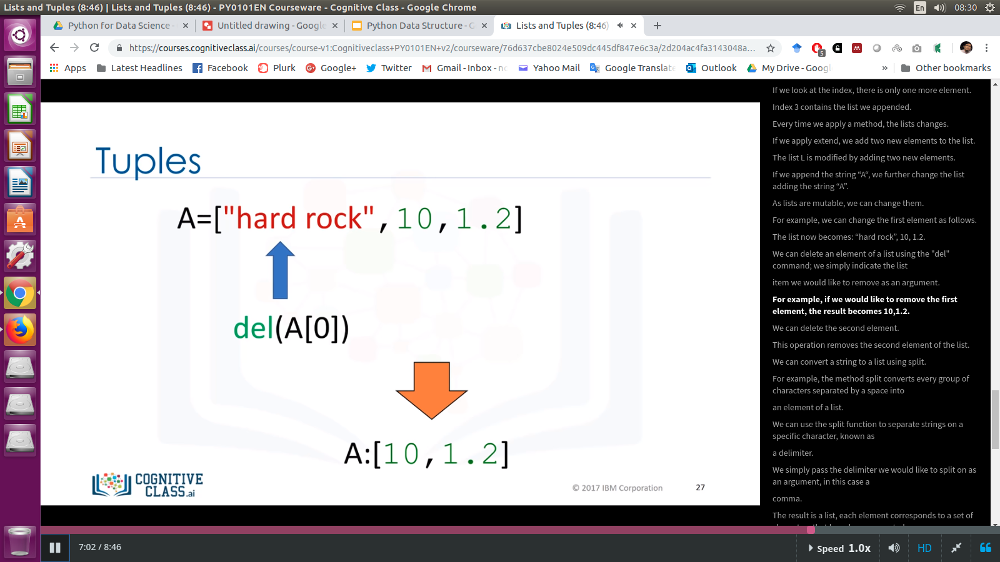 Lists and Tuples (8:46) | Lists and Tuples (8:46) - PY0101EN Courseware - Cognitive Class - Google Chrome
En
08:30
Python for Data Science -
Untitled drawing - Google
Python Data Structure - G
Lists and Tuples (8:46)
https://courses.cognitiveclass.ai/courses/course-v1:Cognitiveclass+PY0101EN+v2/courseware/76d637cbe8024e509dc445df847e6c3a/2d204ac4fa3143048a...
5
Apps
Latest Headlines
Facebook
Plurk
Google+
Twitter
Gmail - Inbox - no
Yahoo Mail
Google Translate
Outlook
My Drive - Googl
»
Other bookmarks
Tuples
A=["hard rock",10,1.2]
del(A[0])
A:[10,1.2]
COGNITIVE
CLASS.ai
© 2017 IBM Corporation
27
If we look at the index, there is only one more element.
Index 3 contains the list we appended.
Every time we apply a method, the lists changes.
If we apply extend, we add two new elements to the list.
The list L is modified by adding two new elements.
If we append the string “A“, we further change the list
adding the string “A”.
As lists are mutable, we can change them.
For example, we can change the first element as follows.
The list now becomes: “hard rock”, 10, 1.2.
We can delete an element of a list using the "del"
command; we simply indicate the list
item we would like to remove as an argument.
For example, if we would like to remove the first
element, the result becomes 10,1.2.
We can delete the second element.
This operation removes the second element of the list.
We can convert a string to a list using split.
For example, the method split converts every group of
characters separated by a space into
an element of a list.
We can use the split function to separate strings on a
specific character, known as
a delimiter.
We simply pass the delimiter we would like to split on as
an argument, in this case a
comma.
The result is a list, each element corresponds to a set of
7:02 / 8:46
Speed 1.0x
HD